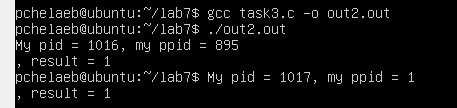 pchelaeb@ubuntu:~/lab7$ gcc task3.c -o out2.out
pchelaeb@ubuntu:~/lab7$ ./out2.out
My pid = 1016, my ppid = 895
, result = 1
pchelaeb@ubuntu:~/lab7$ My pid = 1017, my ppid = 1
, result = 1